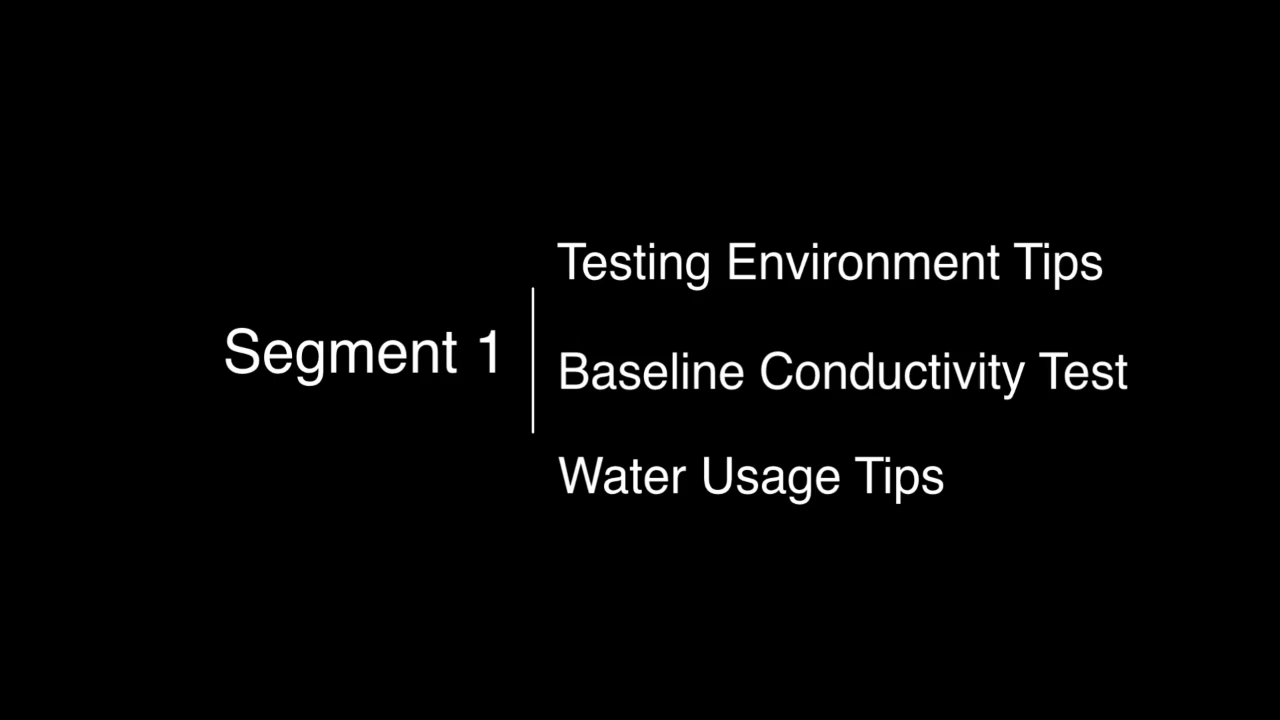 Segment 1
Testing Environment Tips
Baseline Conductivity Test
Water Usage Tips